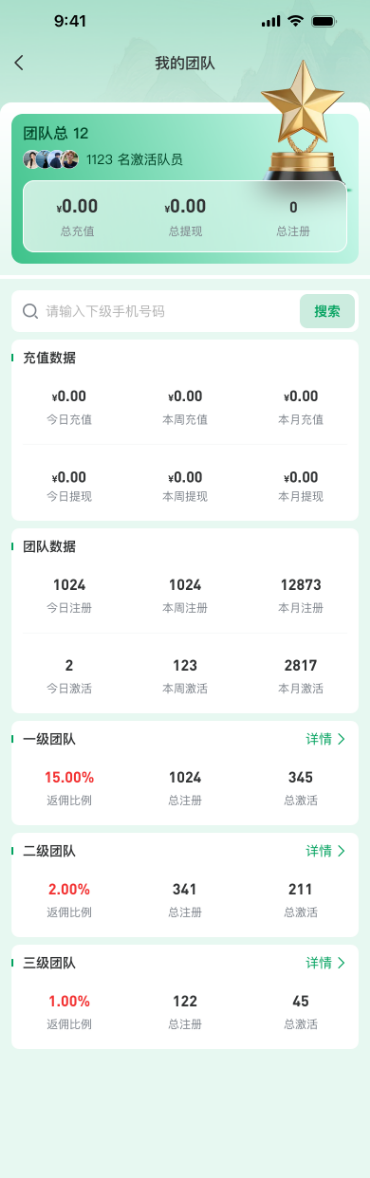 9:41
我的团队
团队总 12
1123 名激活队员
¥0.00 ¥0.00 0
总充值 总提现 总注册
请输入下级手机号码 搜索
充值数据
¥0.00 ¥0.00 ¥0.00
今日充值 本周充值 本月充值
¥0.00 ¥0.00 ¥0.00
今日提现 本周提现 本月提现
团队数据
1024 1024 12873
今日注册 本周注册 本月注册
2 123 2817
今日激活 本周激活 本月激活
一级团队 详情
15.00% 1024 345
返佣比例 总注册 总激活
二级团队 详情
2.00% 341 211
返佣比例 总注册 总激活
三级团队 详情
1.00% 122 45
返佣比例 总注册 总激活